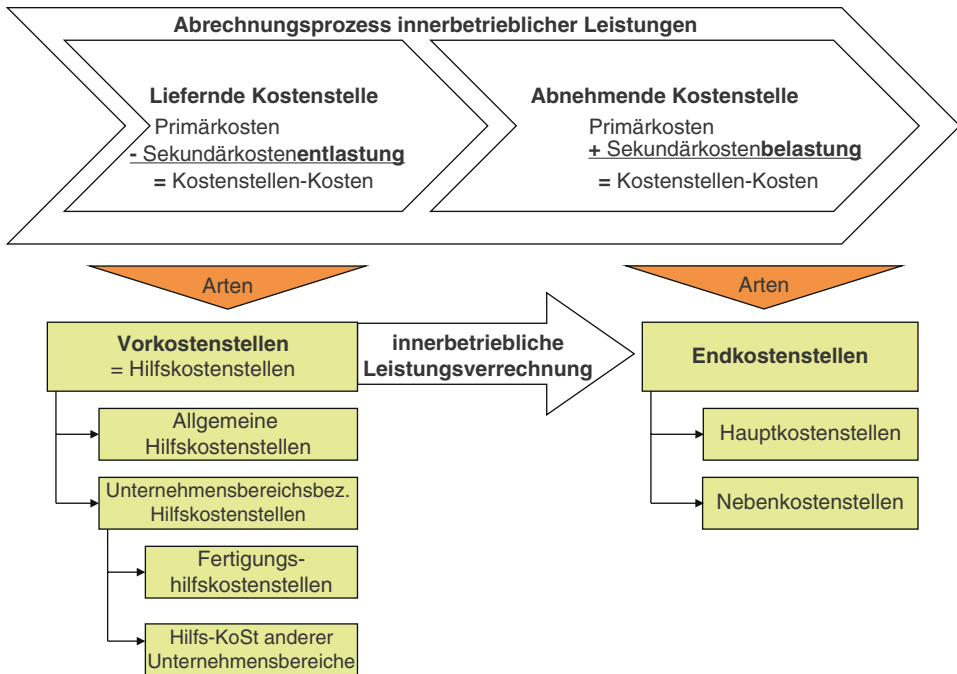 Abrechnungsprozess innerbetrieblicher Leistungen
Liefernde Kostenstelle
Primärkosten
- Sekundärkostenentlastung
= Kostenstellen-Kosten
Abnehmende Kostenstelle
Primärkosten
+ Sekundärkostenbelastung
= Kostenstellen-Kosten
Arten
Arten
Vorkostenstellen
= Hilfskostenstellen
innerbetriebliche
Leistungsverrechnung
Endkostenstellen
Allgemeine
Hilfskostenstellen
Unternehmensbereichsbez.
Hilfskostenstellen
Fertigungs-
hilfskostenstellen
Hilfs-KoSt anderer
Unternehmensbereiche
Hauptkostenstellen
Nebenkostenstellen